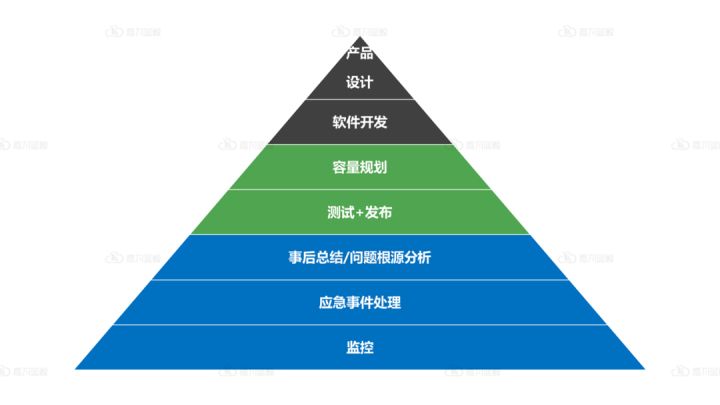 产品
设计
软件开发
容量规划
测试+发布
事后总结/问题根源分析
应急事件处理
监控